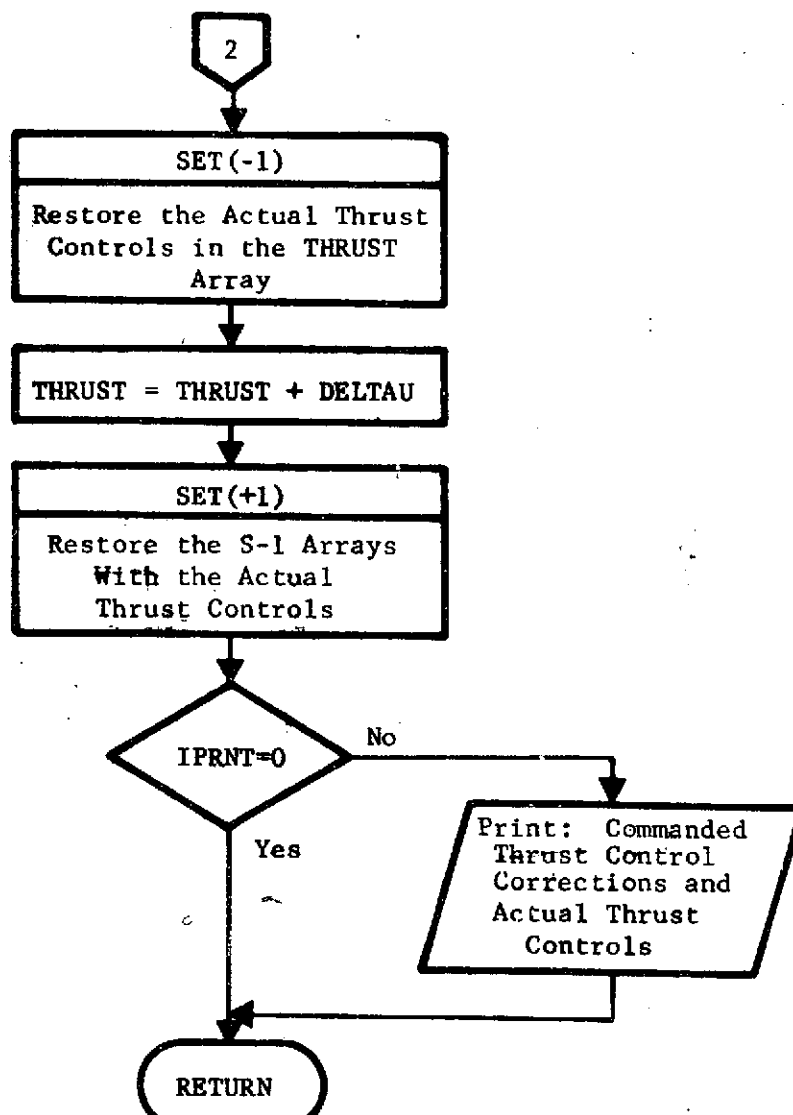 2
SET(-1)
Restore the Actual Thrust
Controls in the THRUST
Array
THRUST = THRUST + DELTAU
SET(+1)
Restore the S-1 Arrays
With the Actual
Thrust Controls
IPRNT=0
No
Yes
Print: Commanded
Thrust Control
Corrections and
Actual Thrust
Controls
RETURN